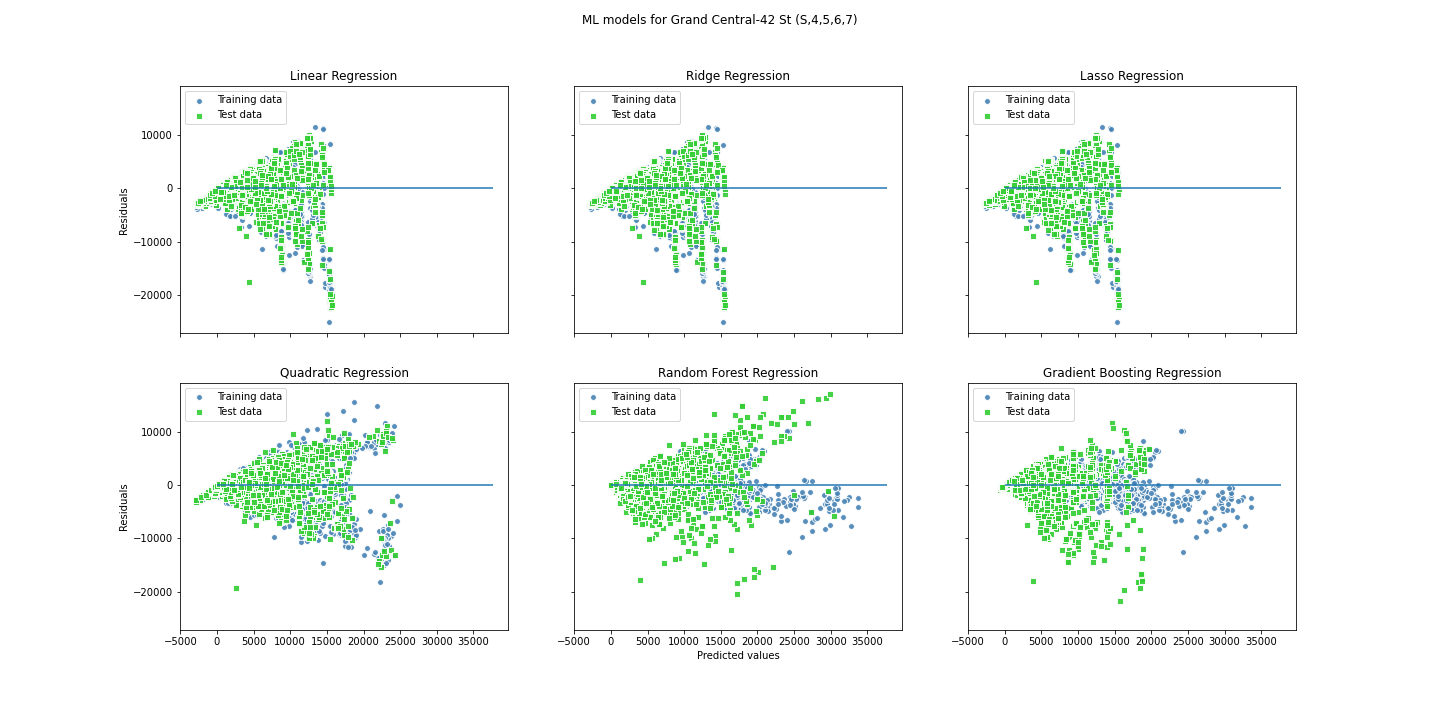 ML models for Grand Central-42 St (S,4,5,6,7)
Linear Regression
Training data
Test data
10000
0
−10000
−20000
Residuals
Ridge Regression
Training data
Test data
Lasso Regression
Training data
Test data
Quadratic Regression
Training data
Test data
10000
0
−10000
−20000
Residuals
−5000 0 5000 10000 15000 20000 25000 30000 35000
Random Forest Regression
Training data
Test data
−5000 0 5000 10000 15000 20000 25000 30000 35000
Predicted values
Gradient Boosting Regression
Training data
Test data
−5000 0 5000 10000 15000 20000 25000 30000 35000